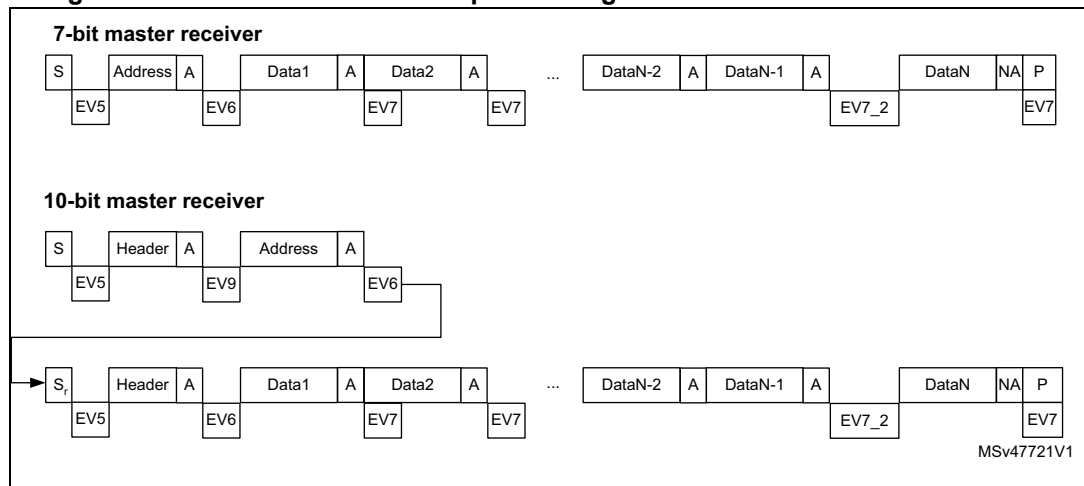 7-bit master receiver
S Address A Data1 A Data2 A ... DataN-2 A DataN-1 A DataN NA P
EV5 EV6 EV7 EV7 EV7_2 EV7
10-bit master receiver
S Header A Address A
EV5 EV9 EV6
Sr Header A Data1 A Data2 A ... DataN-2 A DataN-1 A DataN NA P
EV5 EV6 EV7 EV7 EV7_2 EV7
MSv47721V1